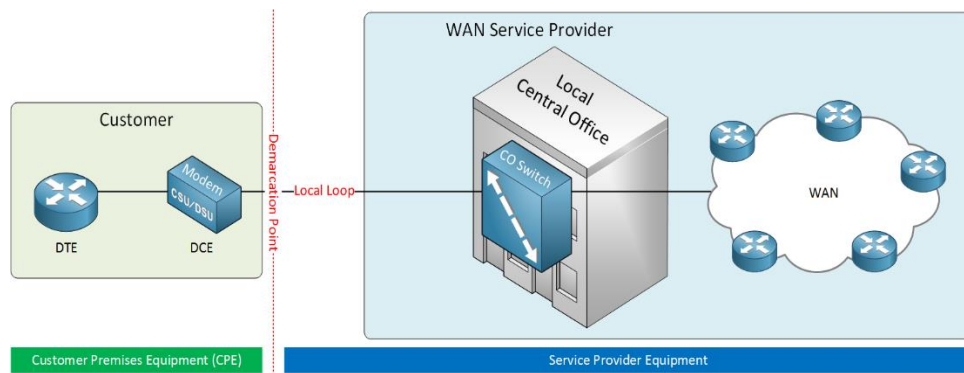 WAN Service Provider
Local
Central Office
Customer
Demarcation Point
Modem
CSU/DSU
CO Switch
Local Loop
WAN
DTE
DCE
Customer Premises Equipment (CPE)
Service Provider Equipment